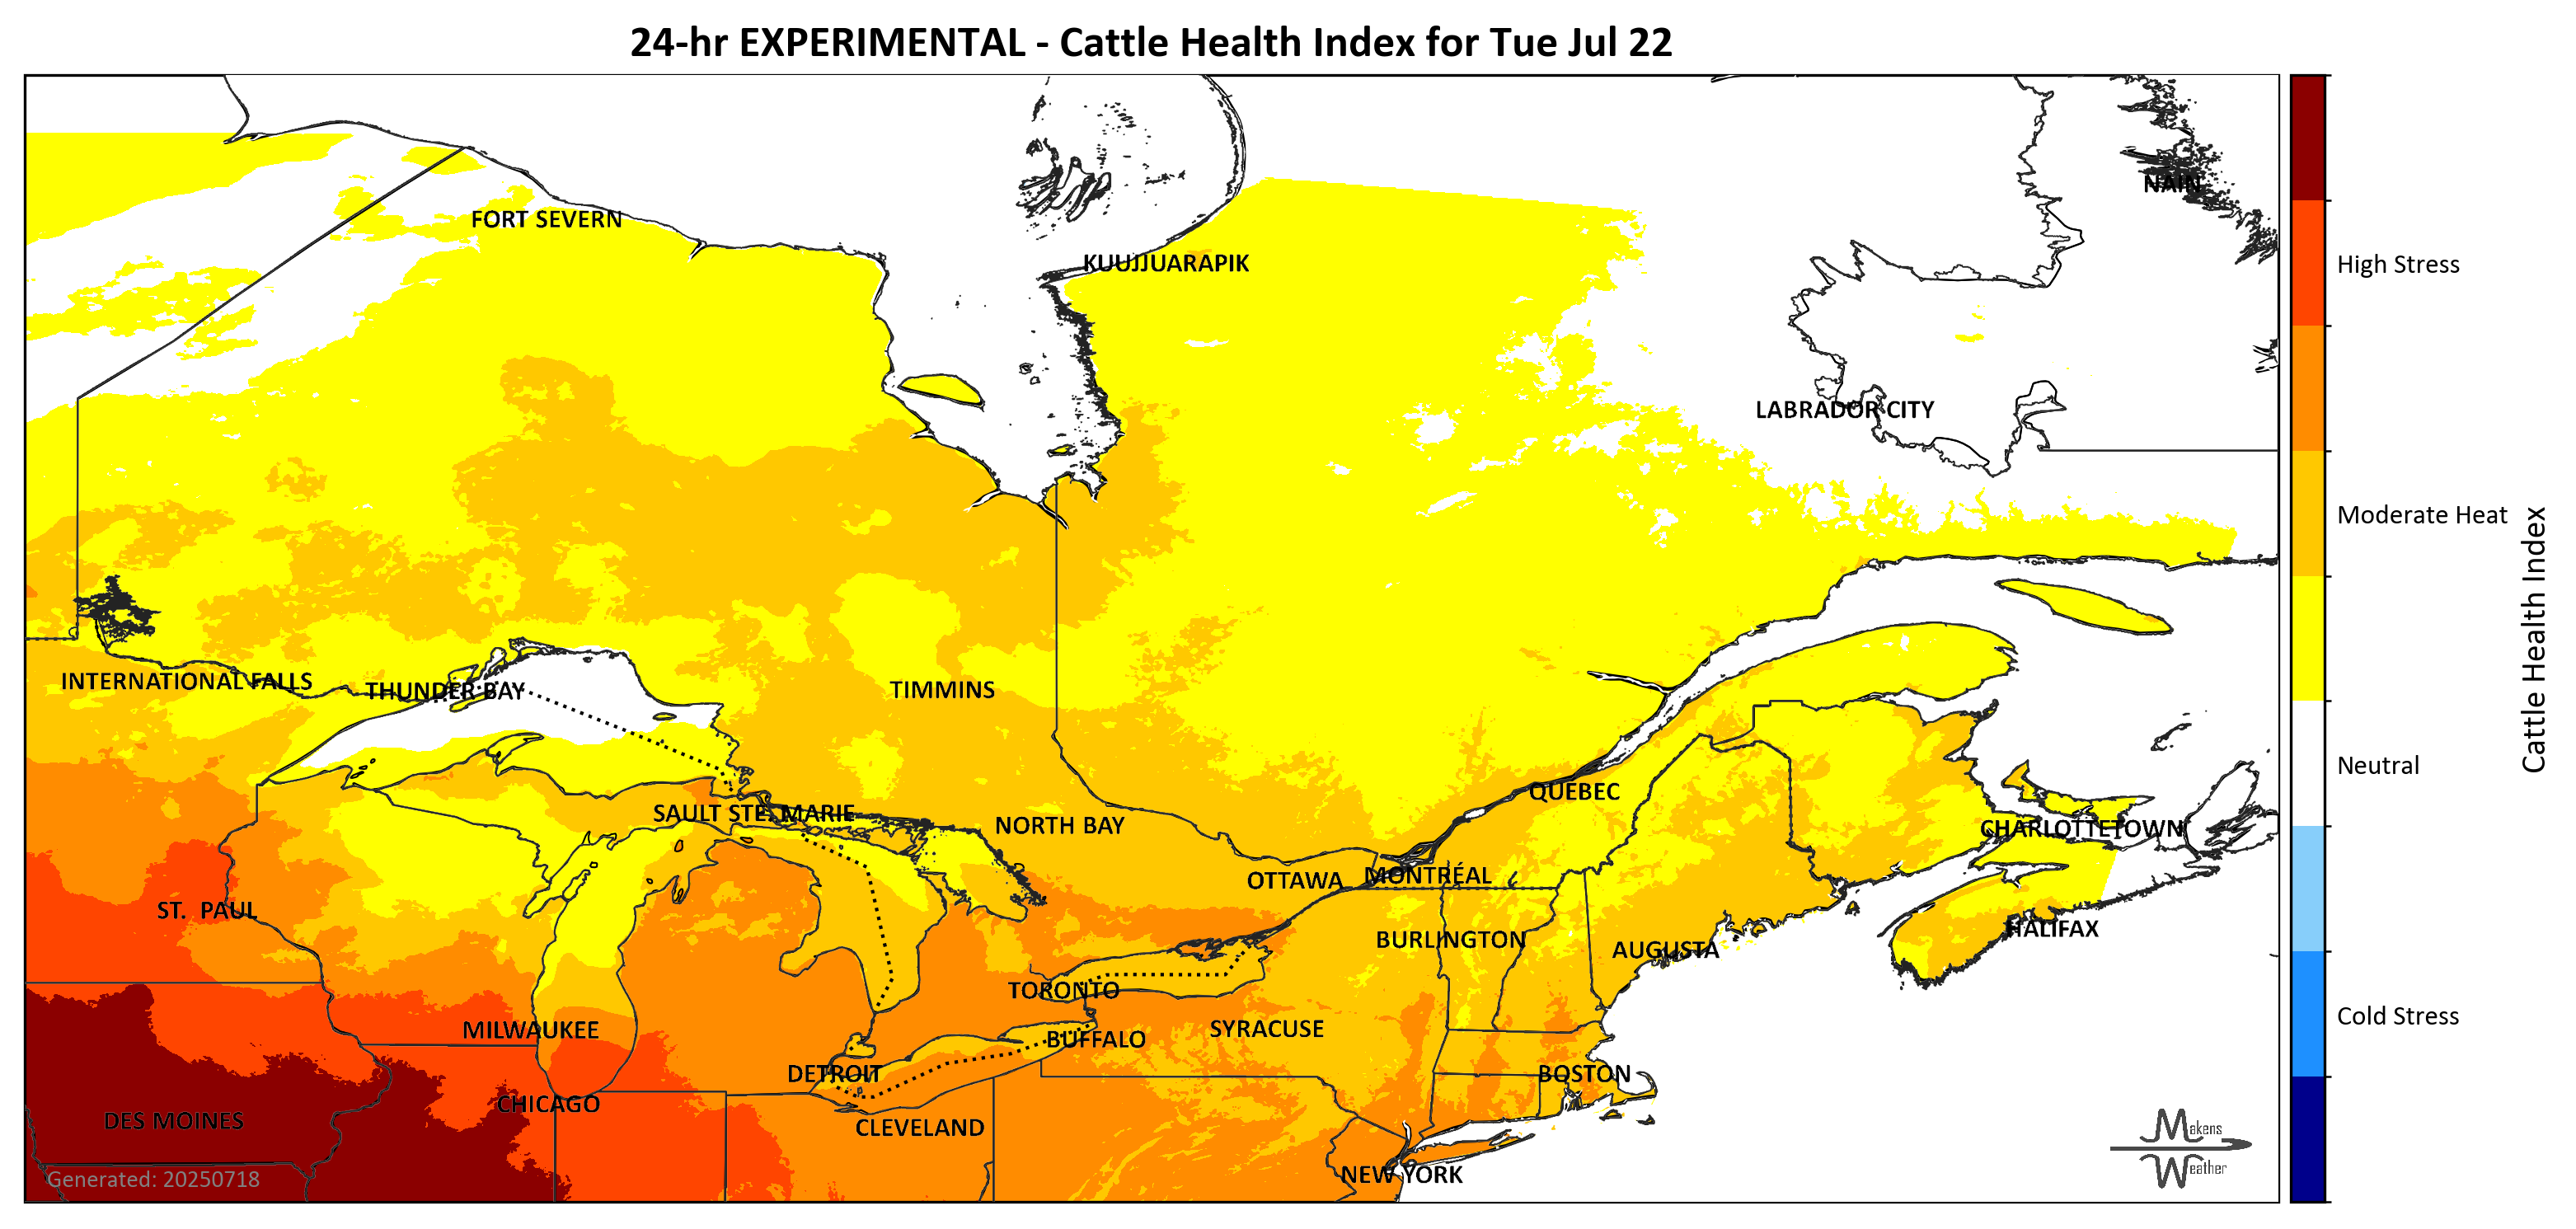 24-hr EXPERIMENTAL - Cattle Health Index for Tue Jul 22
NAIN
FORT SEVERN
KUUJJUARAPIK
High Stress
LABRADOR CITY
Moderate Heat
Cattle Health Index
INTERNATIONAL FALLS
THUNDER BAY
TIMMINS
Neutral
QUEBEC
SAULT STE. MARIE
NORTH BAY
CHARLOTTETOWN
OTTAWA
MONTRÉAL
ST. PAUL
HALIFAX
BURLINGTON
AUGUSTA
TORONTO
Cold Stress
MILWAUKEE
SYRACUSE
BUFFALO
DETROIT
BOSTON
CHICAGO
DES MOINES
CLEVELAND
Makens
Weather
NEW YORK
Generated: 20250718